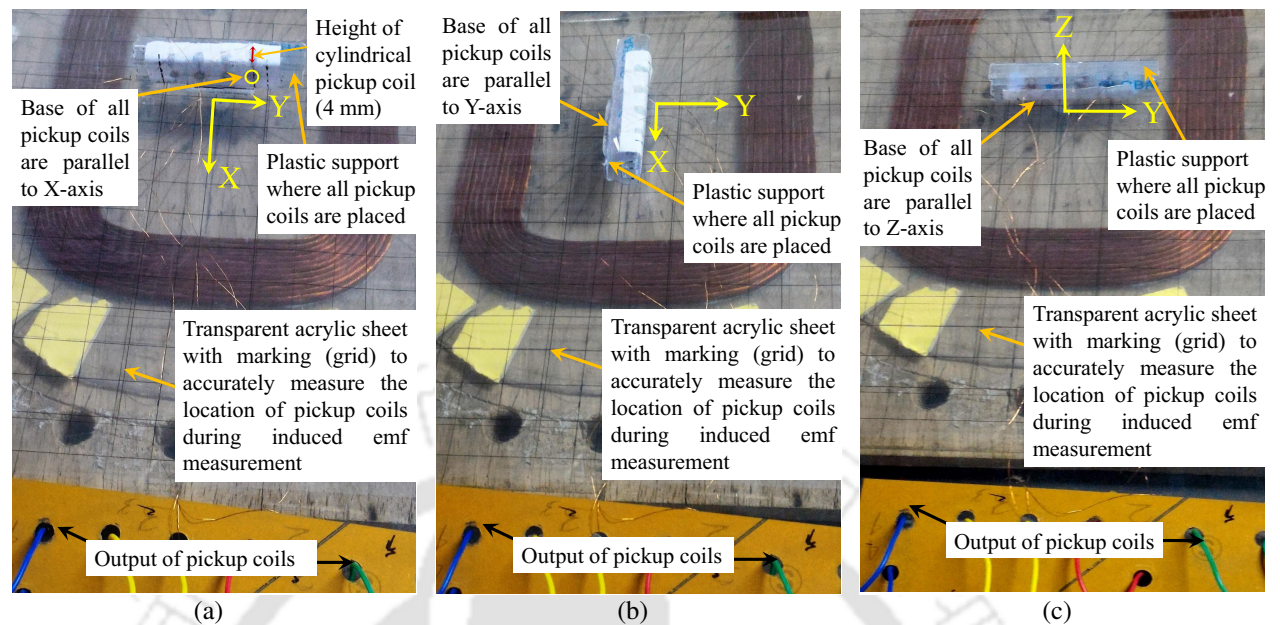 Height of
cylindrical
pickup coil
(4 mm)
Base of all
pickup coils
are parallel
to X-axis
Y
X
Plastic support
where all pickup
coils are placed
Transparent acrylic sheet
with marking (grid) to
accurately measure the
location of pickup coils
during induced emf
measurement
Output of pickup coils
(a)
Base of all
pickup coils
are parallel
to Y-axis
Y
X
Plastic support
where all pickup
coils are placed
Transparent acrylic sheet
with marking (grid) to
accurately measure the
location of pickup coils
during induced emf
measurement
Output of pickup coils
(b)
Z
Y
Base of all
pickup coils
are parallel
to Z-axis
Plastic support
where all pickup
coils are placed
Transparent acrylic sheet
with marking (grid) to
accurately measure the
location of pickup coils
during induced emf
measurement
Output of pickup coils
(c)